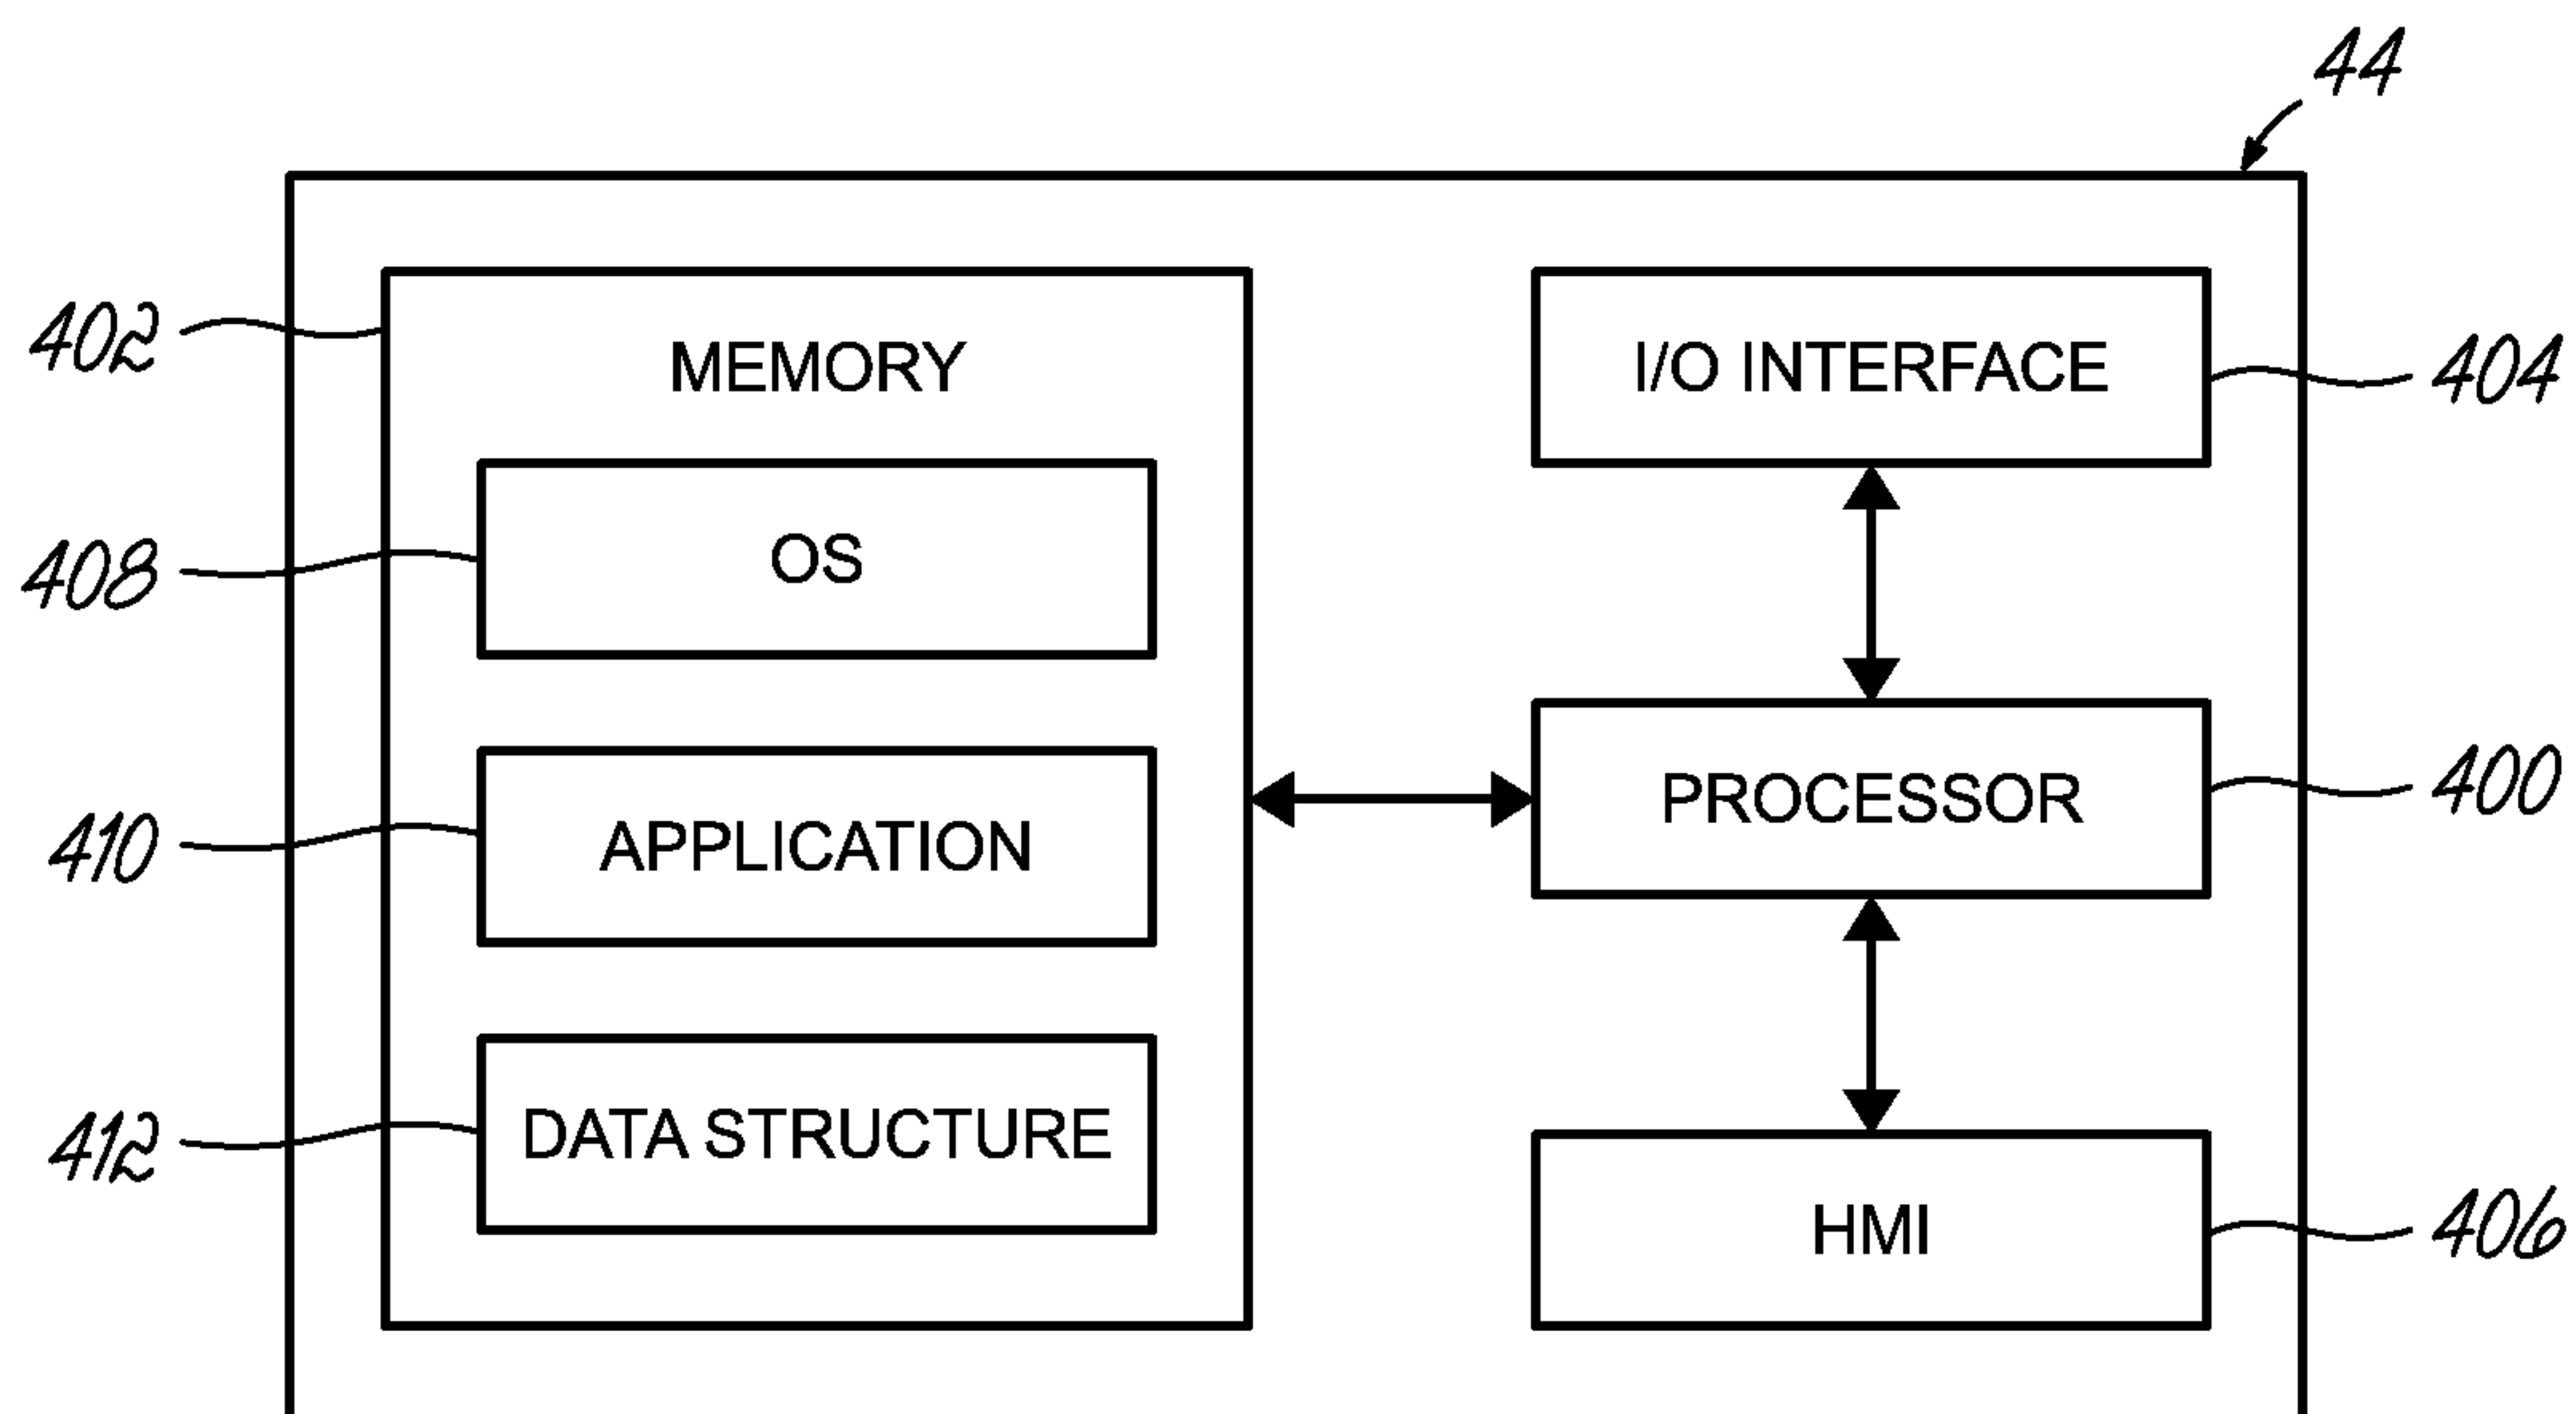 44
402
MEMORY
I/O INTERFACE
404
408
OS
410
APPLICATION
PROCESSOR
400
412
DATA STRUCTURE
HMI
406